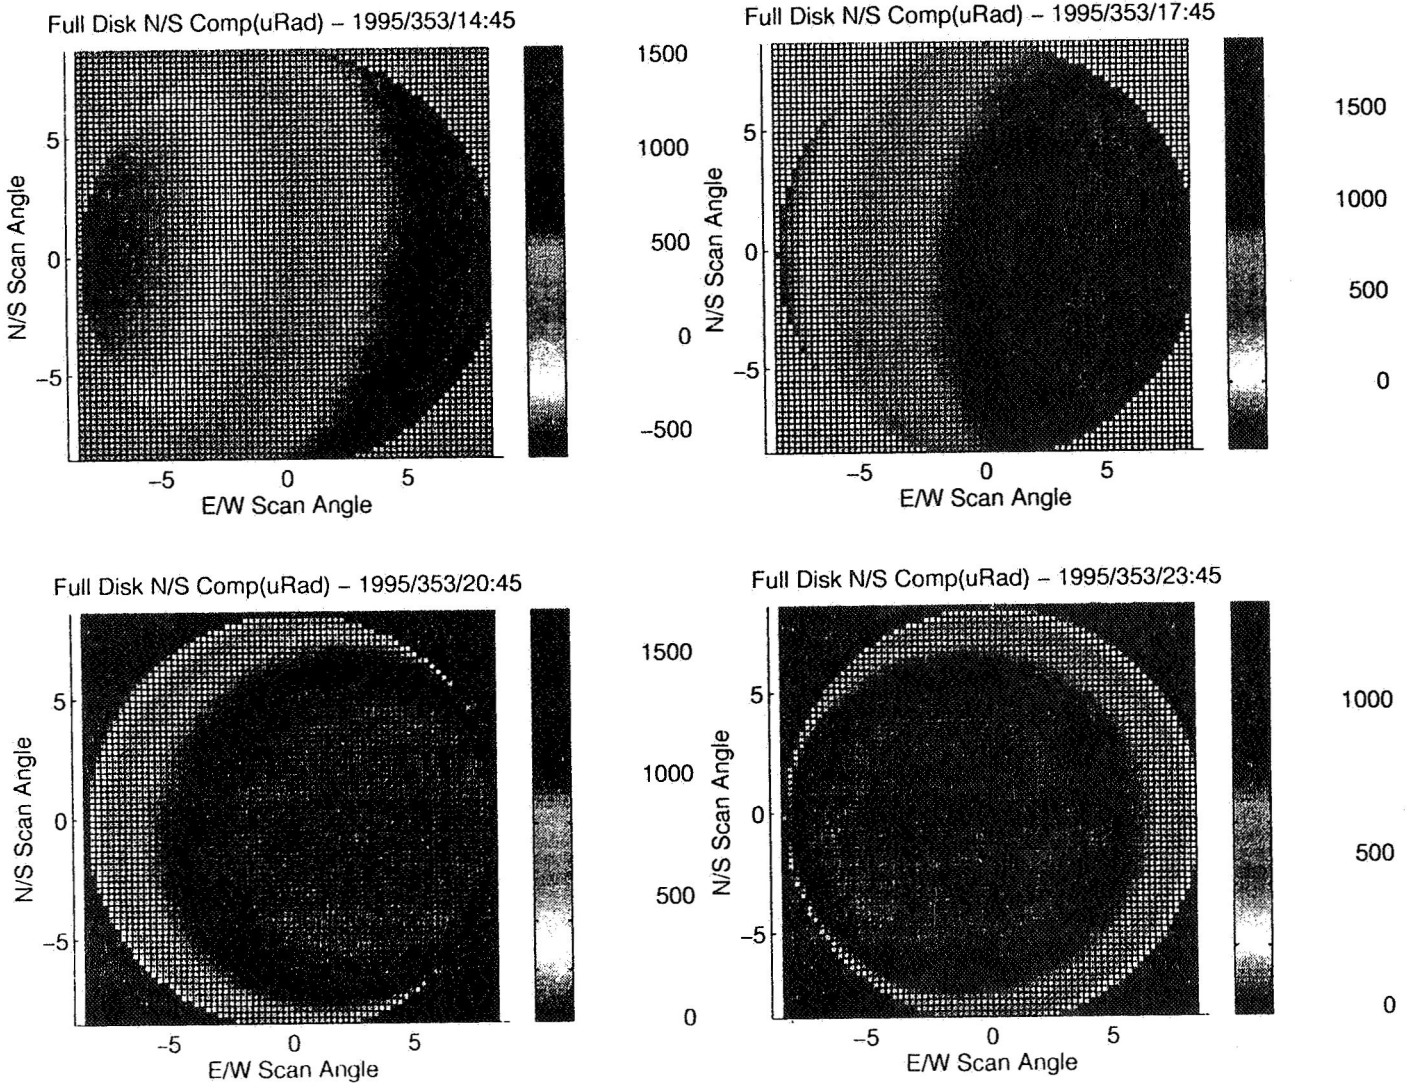 Full Disk N/S Comp(uRad) – 1995/353/14:45
1500
1000
500
0
−500
5
0
−5
N/S Scan Angle
−5 0 5
E/W Scan Angle
Full Disk N/S Comp(uRad) – 1995/353/17:45
1500
1000
500
0
5
0
−5
N/S Scan Angle
−5 0 5
E/W Scan Angle
Full Disk N/S Comp(uRad) – 1995/353/20:45
1500
1000
500
0
5
0
−5
N/S Scan Angle
−5 0 5
E/W Scan Angle
Full Disk N/S Comp(uRad) – 1995/353/23:45
1000
500
0
5
0
−5
N/S Scan Angle
−5 0 5
E/W Scan Angle